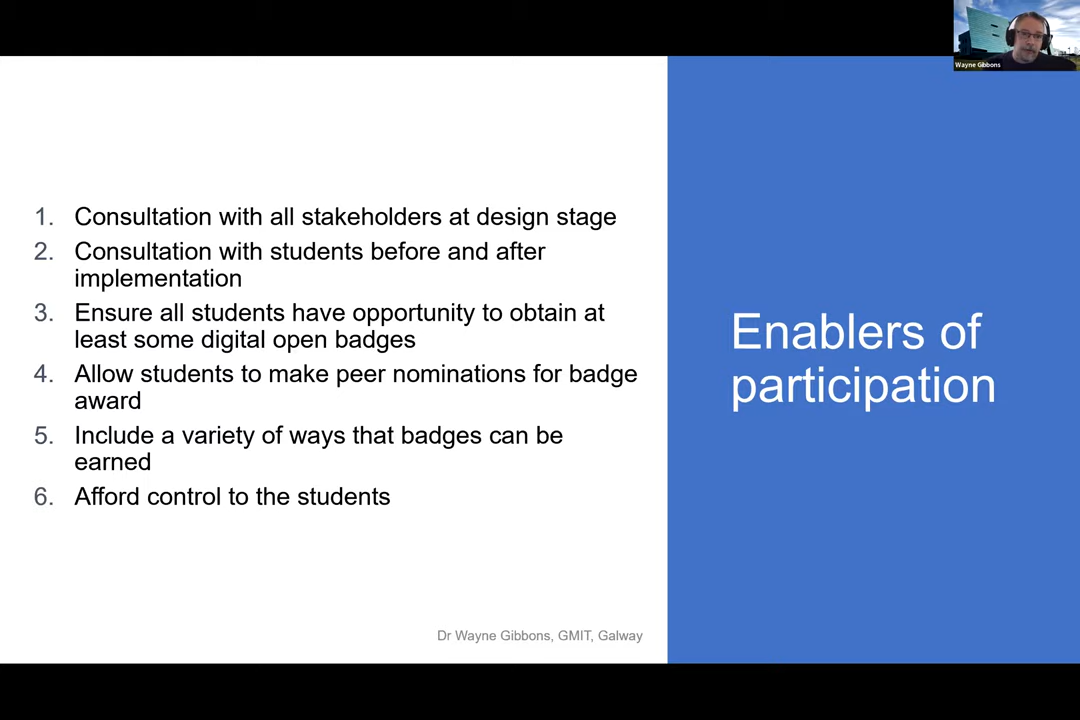 Wayne Gibbons
1. Consultation with all stakeholders at design stage
2. Consultation with students before and after
implementation
3. Ensure all students have opportunity to obtain at
least some digital open badges
4. Allow students to make peer nominations for badge
award
5. Include a variety of ways that badges can be
earned
6. Afford control to the students
Enablers of
participation
Dr Wayne Gibbons, GMIT, Galway